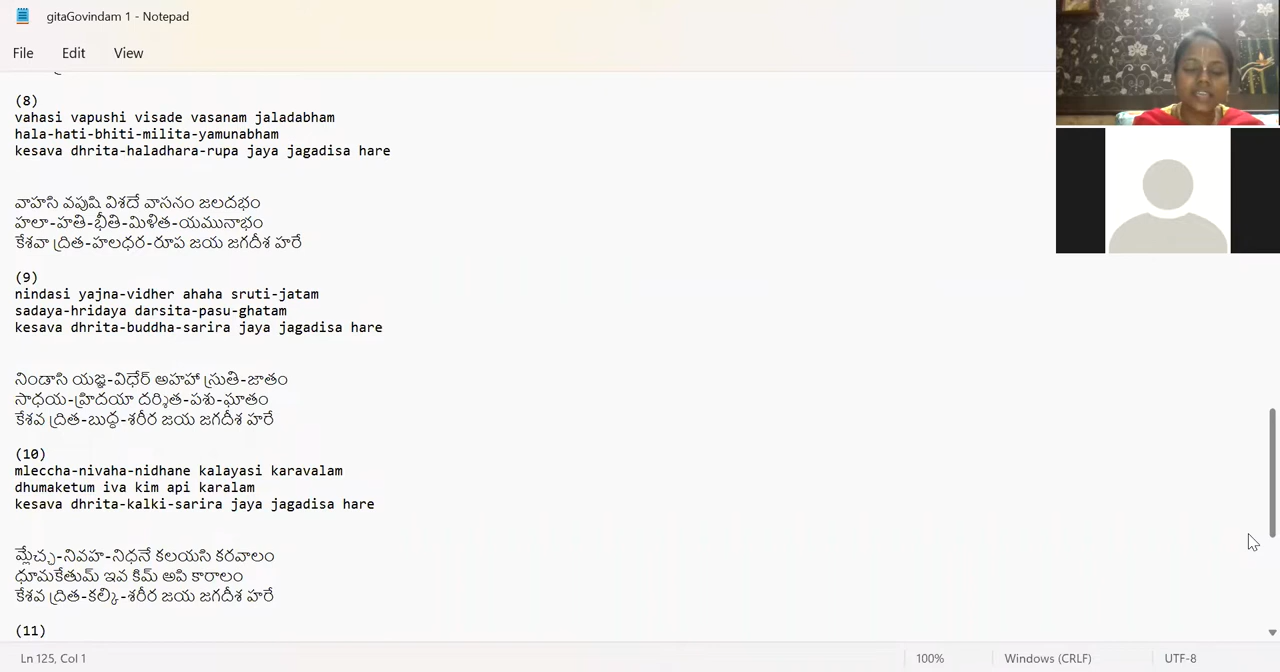 gitaGovindam 1 - Notepad
File Edit View
(8)
vahasi vapushi visade vasanam jaladabham
hala-hati-bhiti-milita-yamunabham
kesava dhrita-haladhara-rupa jaya jagadisa hare
వాహసి వపుషి విశదే వాసనం జలదభం
హలా-హతి-భీతి-మిళిత-యమునాభం
కేశవా ద్రిత-హలధర-రూప జయ జగదీశ హరే
(9)
nindasi yajna-vidher ahaha sruti-jatam
sadaya-hridaya darsita-pasu-ghatam
kesava dhrita-buddha-sarira jaya jagadisa hare
నిండాసి యజ్ఞ-విధేర్ అహహా స్రుతి-జాతం
సాధయ-హ్రిదయా దర్శిత-పశు-ఘాతం
కేశవ ద్రిత-బుద్ధ-శరీర జయ జగదీశ హరే
(10)
mleccha-nivaha-nidhane kalayasi karavalam
dhumaketum iva kim api karalam
kesava dhrita-kalki-sarira jaya jagadisa hare
మ్లేచ్చ-నివహ-నిధనే కలయసి కరవాలం
ధూమకేతుమ్ ఇవ కిమ్ అపి కారాలం
కేశవ ద్రిత-కల్కి-శరీర జయ జగదీశ హరే
(11)
Ln 125, Col 1 100% Windows (CRLF) UTF-8